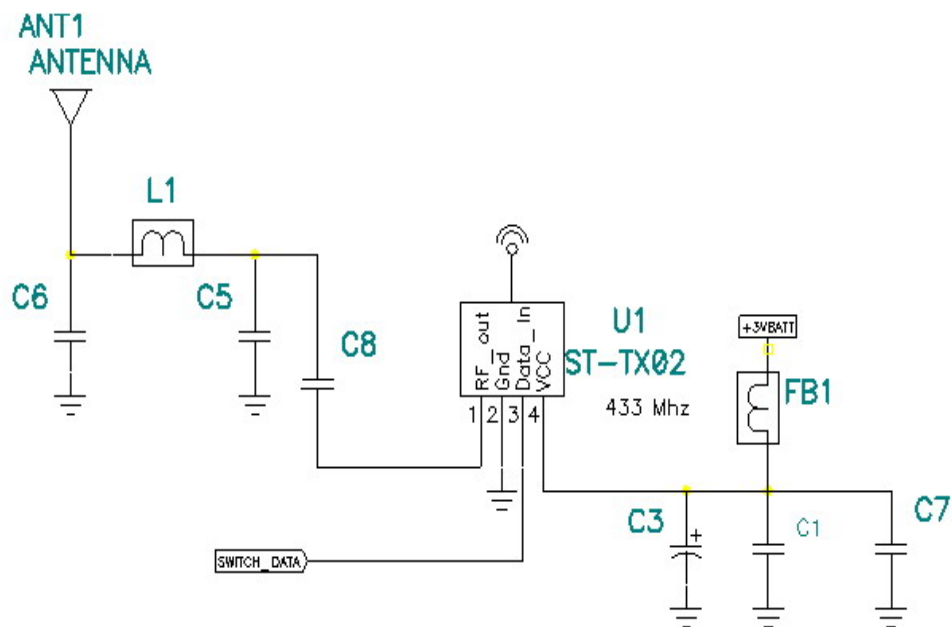 ANT1
ANTENNA
L1
C6
C5
C8
RF_out
Gnd
Data_In
VCC
1 2 3 4
U1
ST-TX02
433 Mhz
+3VBATT
FB1
C3
+
C1
C7
SWITCH_DATA